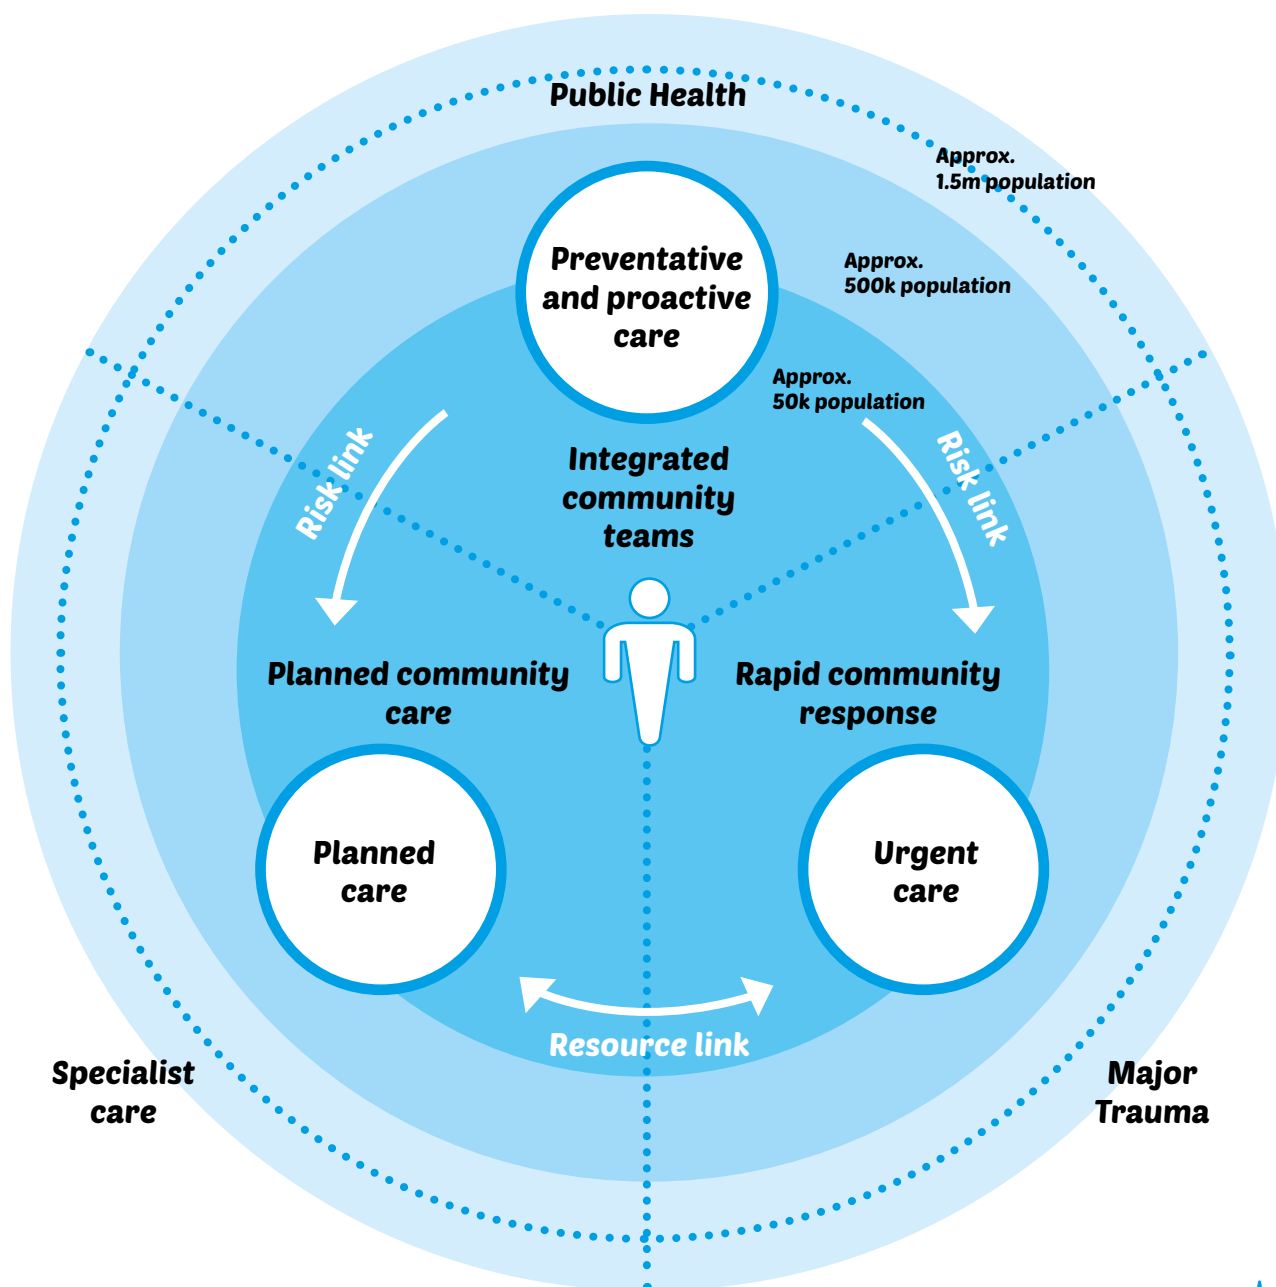 Public Health
Approx.
1.5m population
Preventative
and proactive
care
Approx.
500k population
Approx.
50k population
Risk link
Risk link
Integrated
community
teams
Planned community
care
Rapid community
response
Planned
care
Urgent
care
Resource link
Specialist
care
Major
Trauma